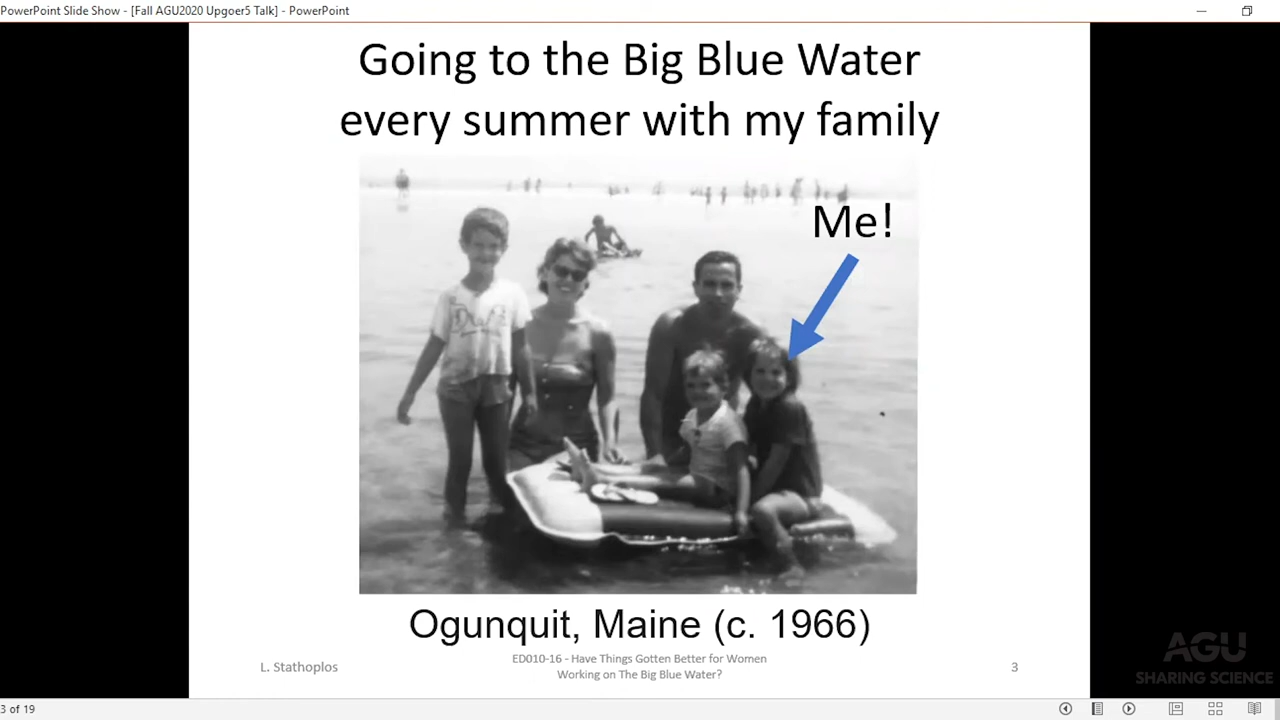 PowerPoint Slide Show - [Fall AGU2020 Upgoer5 Talk] - PowerPoint
Going to the Big Blue Water
every summer with my family
Me!
Ogunquit, Maine (c. 1966)
L. Stathoplos
ED010-16 - Have Things Gotten Better for Women
Working on The Big Blue Water?
3
AGU
SHARING SCIENCE
3 of 19